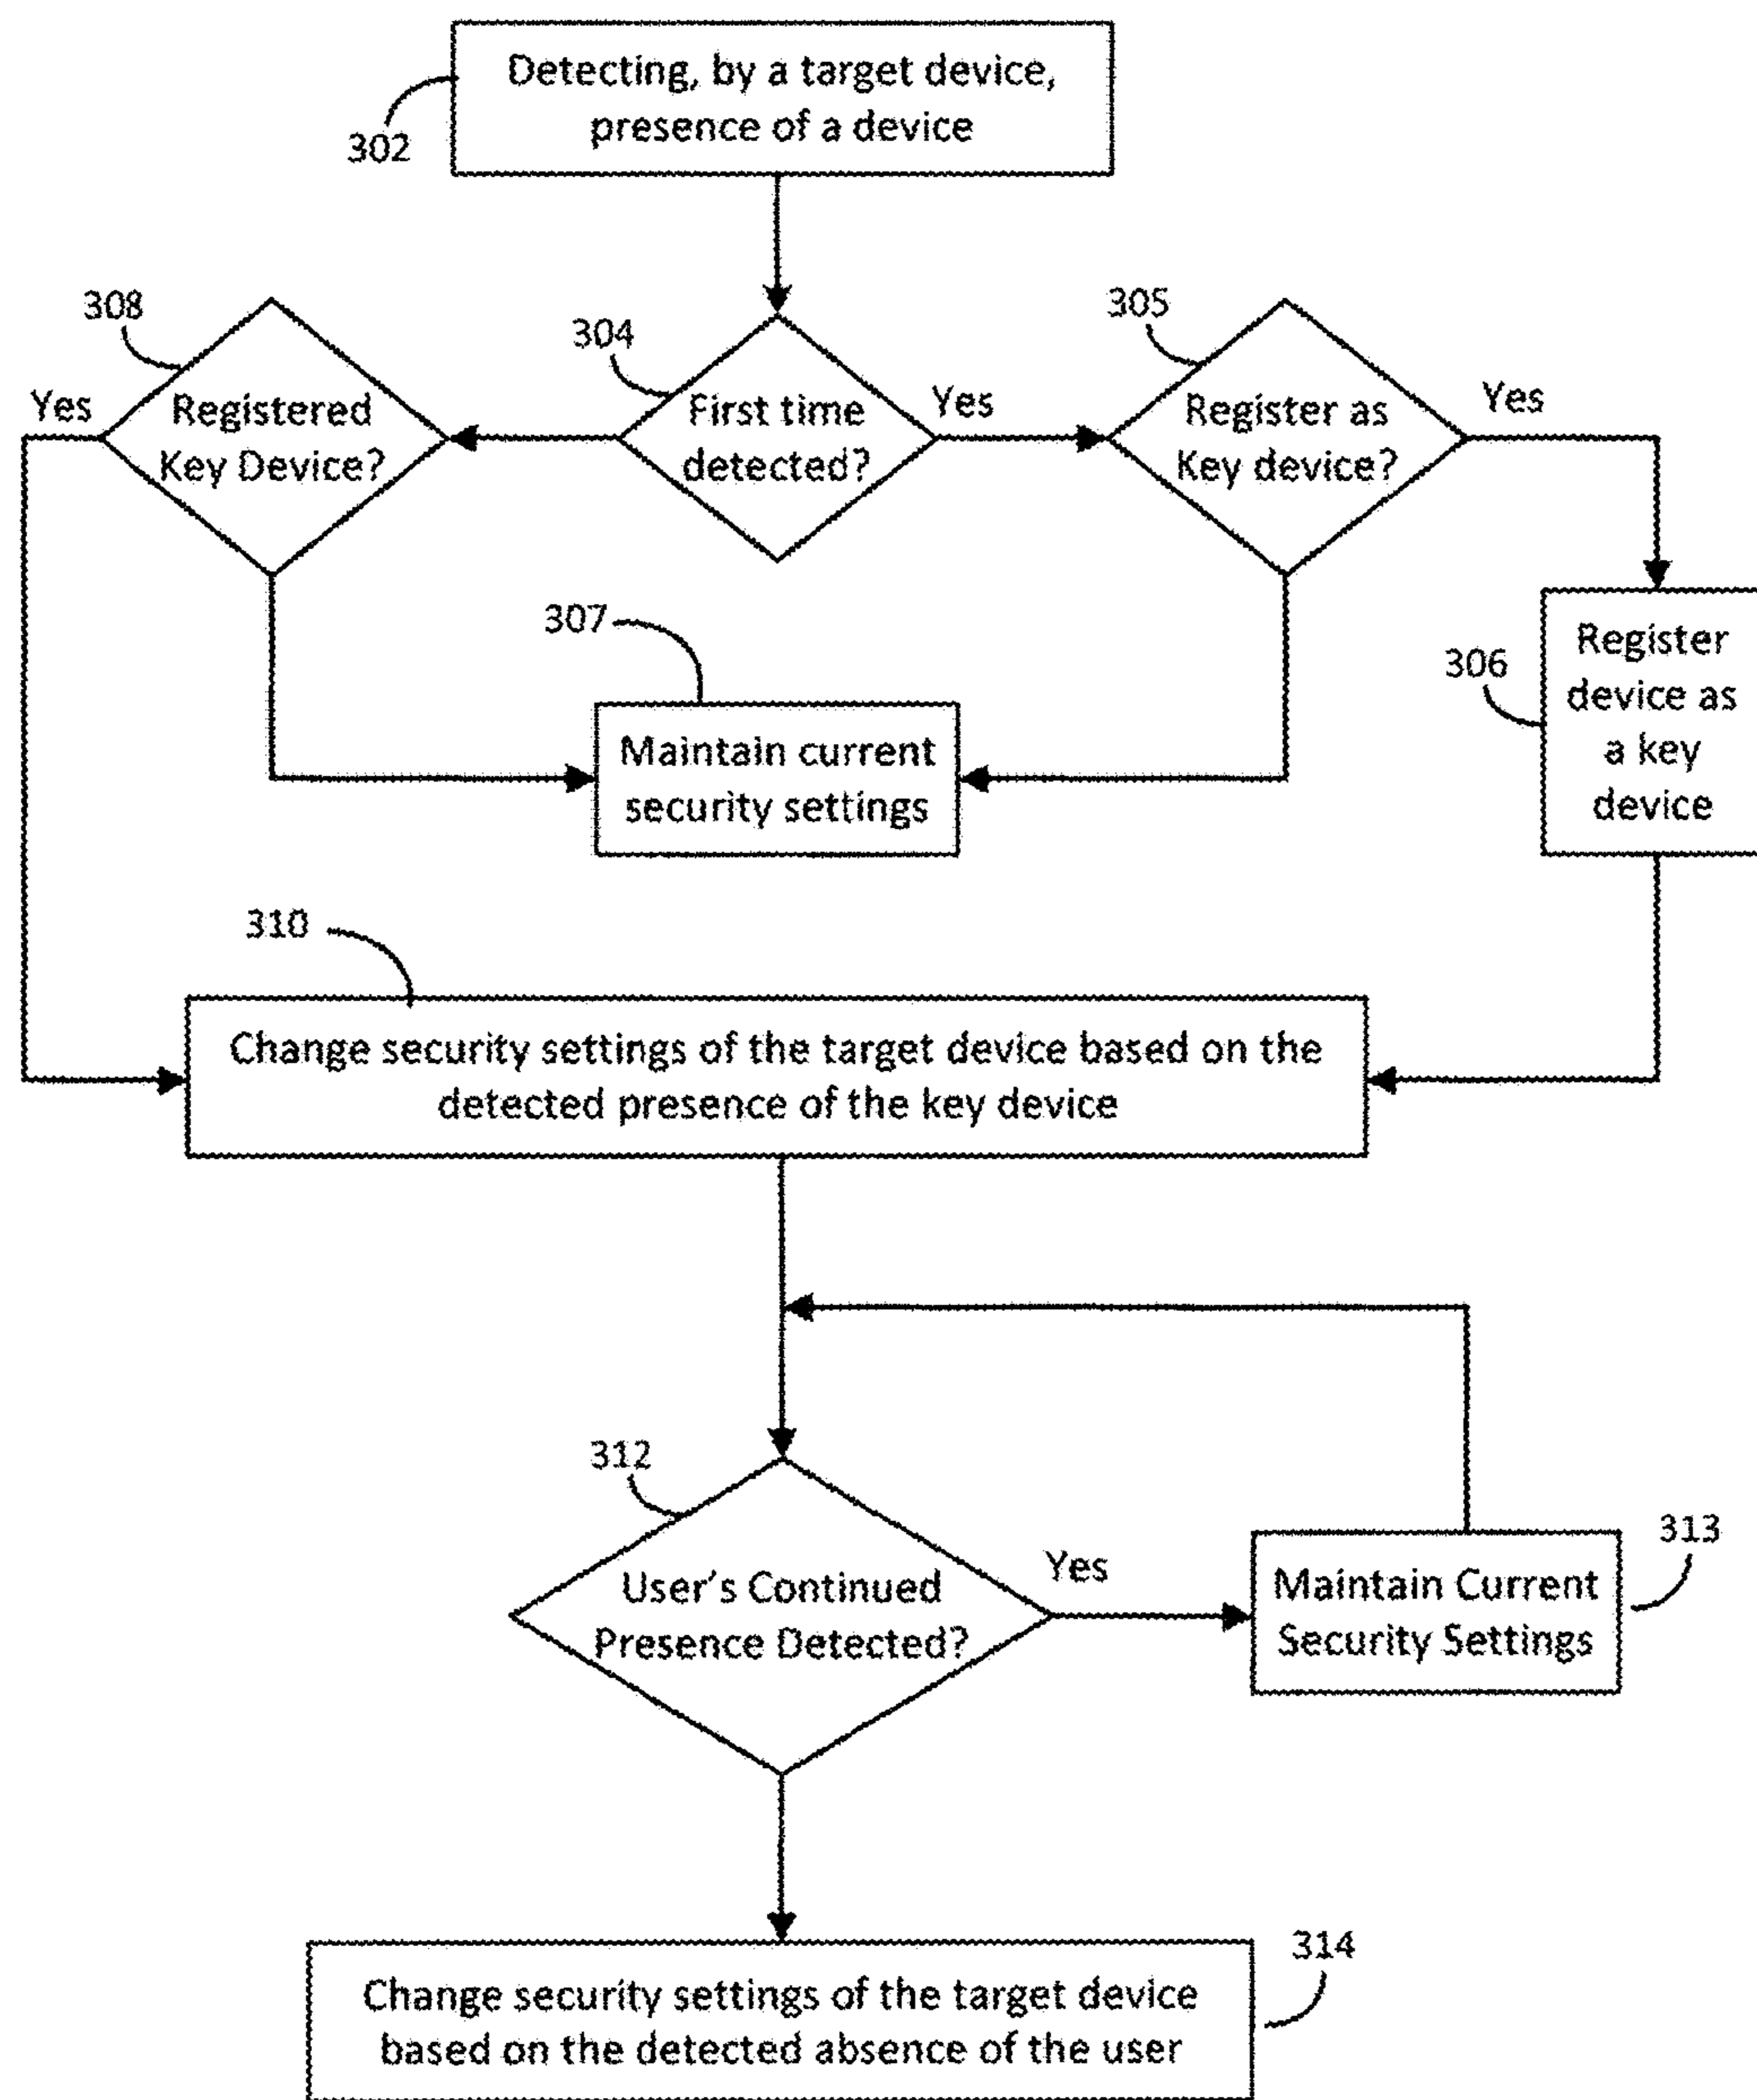 Detecting, by a target device,
presence of a device
302
308
304
305
Yes
Registered
Key Device?
First time
detected?
Yes
Register as
Key device?
Yes
307
Maintain current
security settings
306
Register
device as
a key
device
310
Change security settings of the target device based on the
detected presence of the key device
312
User's Continued
Presence Detected?
Yes
Maintain Current
Security Settings
313
314
Change security settings of the target device
based on the detected absence of the user